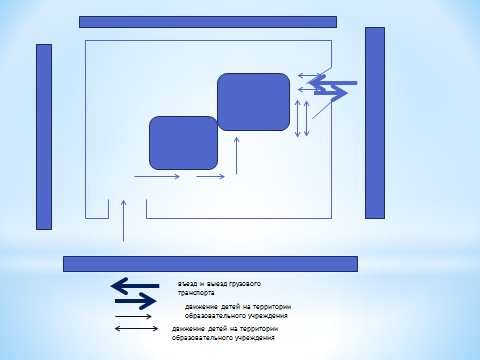 въезд и выезд грузового
транспорта
движение детей на территории
образовательного учреждения
движение детей на территории
образовательного учреждения